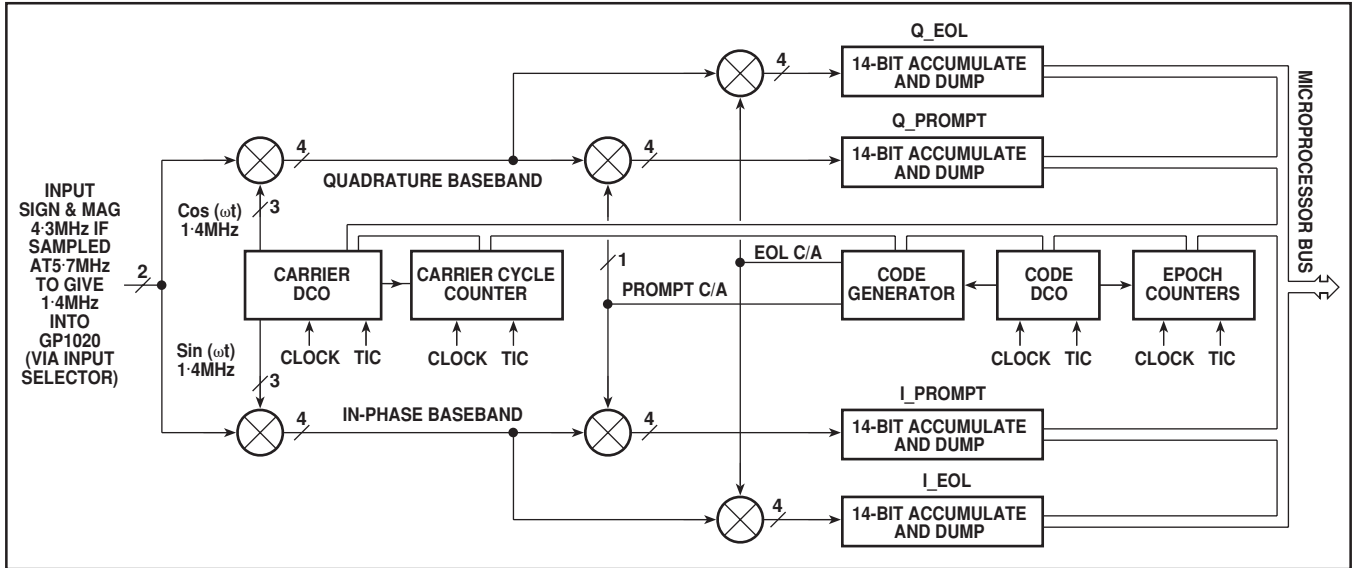 Q_EOL
14-BIT ACCUMULATE
AND DUMP
4
Q_PROMPT
14-BIT ACCUMULATE
AND DUMP
4
4
QUADRATURE BASEBAND
MICROPROCESSOR BUS
INPUT
SIGN & MAG
4·3MHz IF
SAMPLED
AT5·7MHz
TO GIVE
1·4MHz
INTO
GP1020
(VIA INPUT
SELECTOR)
2
Cos (ωt)
1·4MHz
3
CARRIER
DCO
CLOCK
TIC
CARRIER CYCLE
COUNTER
CLOCK
TIC
1
EOL C/A
PROMPT C/A
CODE
GENERATOR
CODE
DCO
CLOCK
TIC
EPOCH
COUNTERS
CLOCK
TIC
Sin (ωt)
1·4MHz
3
4
IN-PHASE BASEBAND
4
I_PROMPT
14-BIT ACCUMULATE
AND DUMP
4
I_EOL
14-BIT ACCUMULATE
AND DUMP